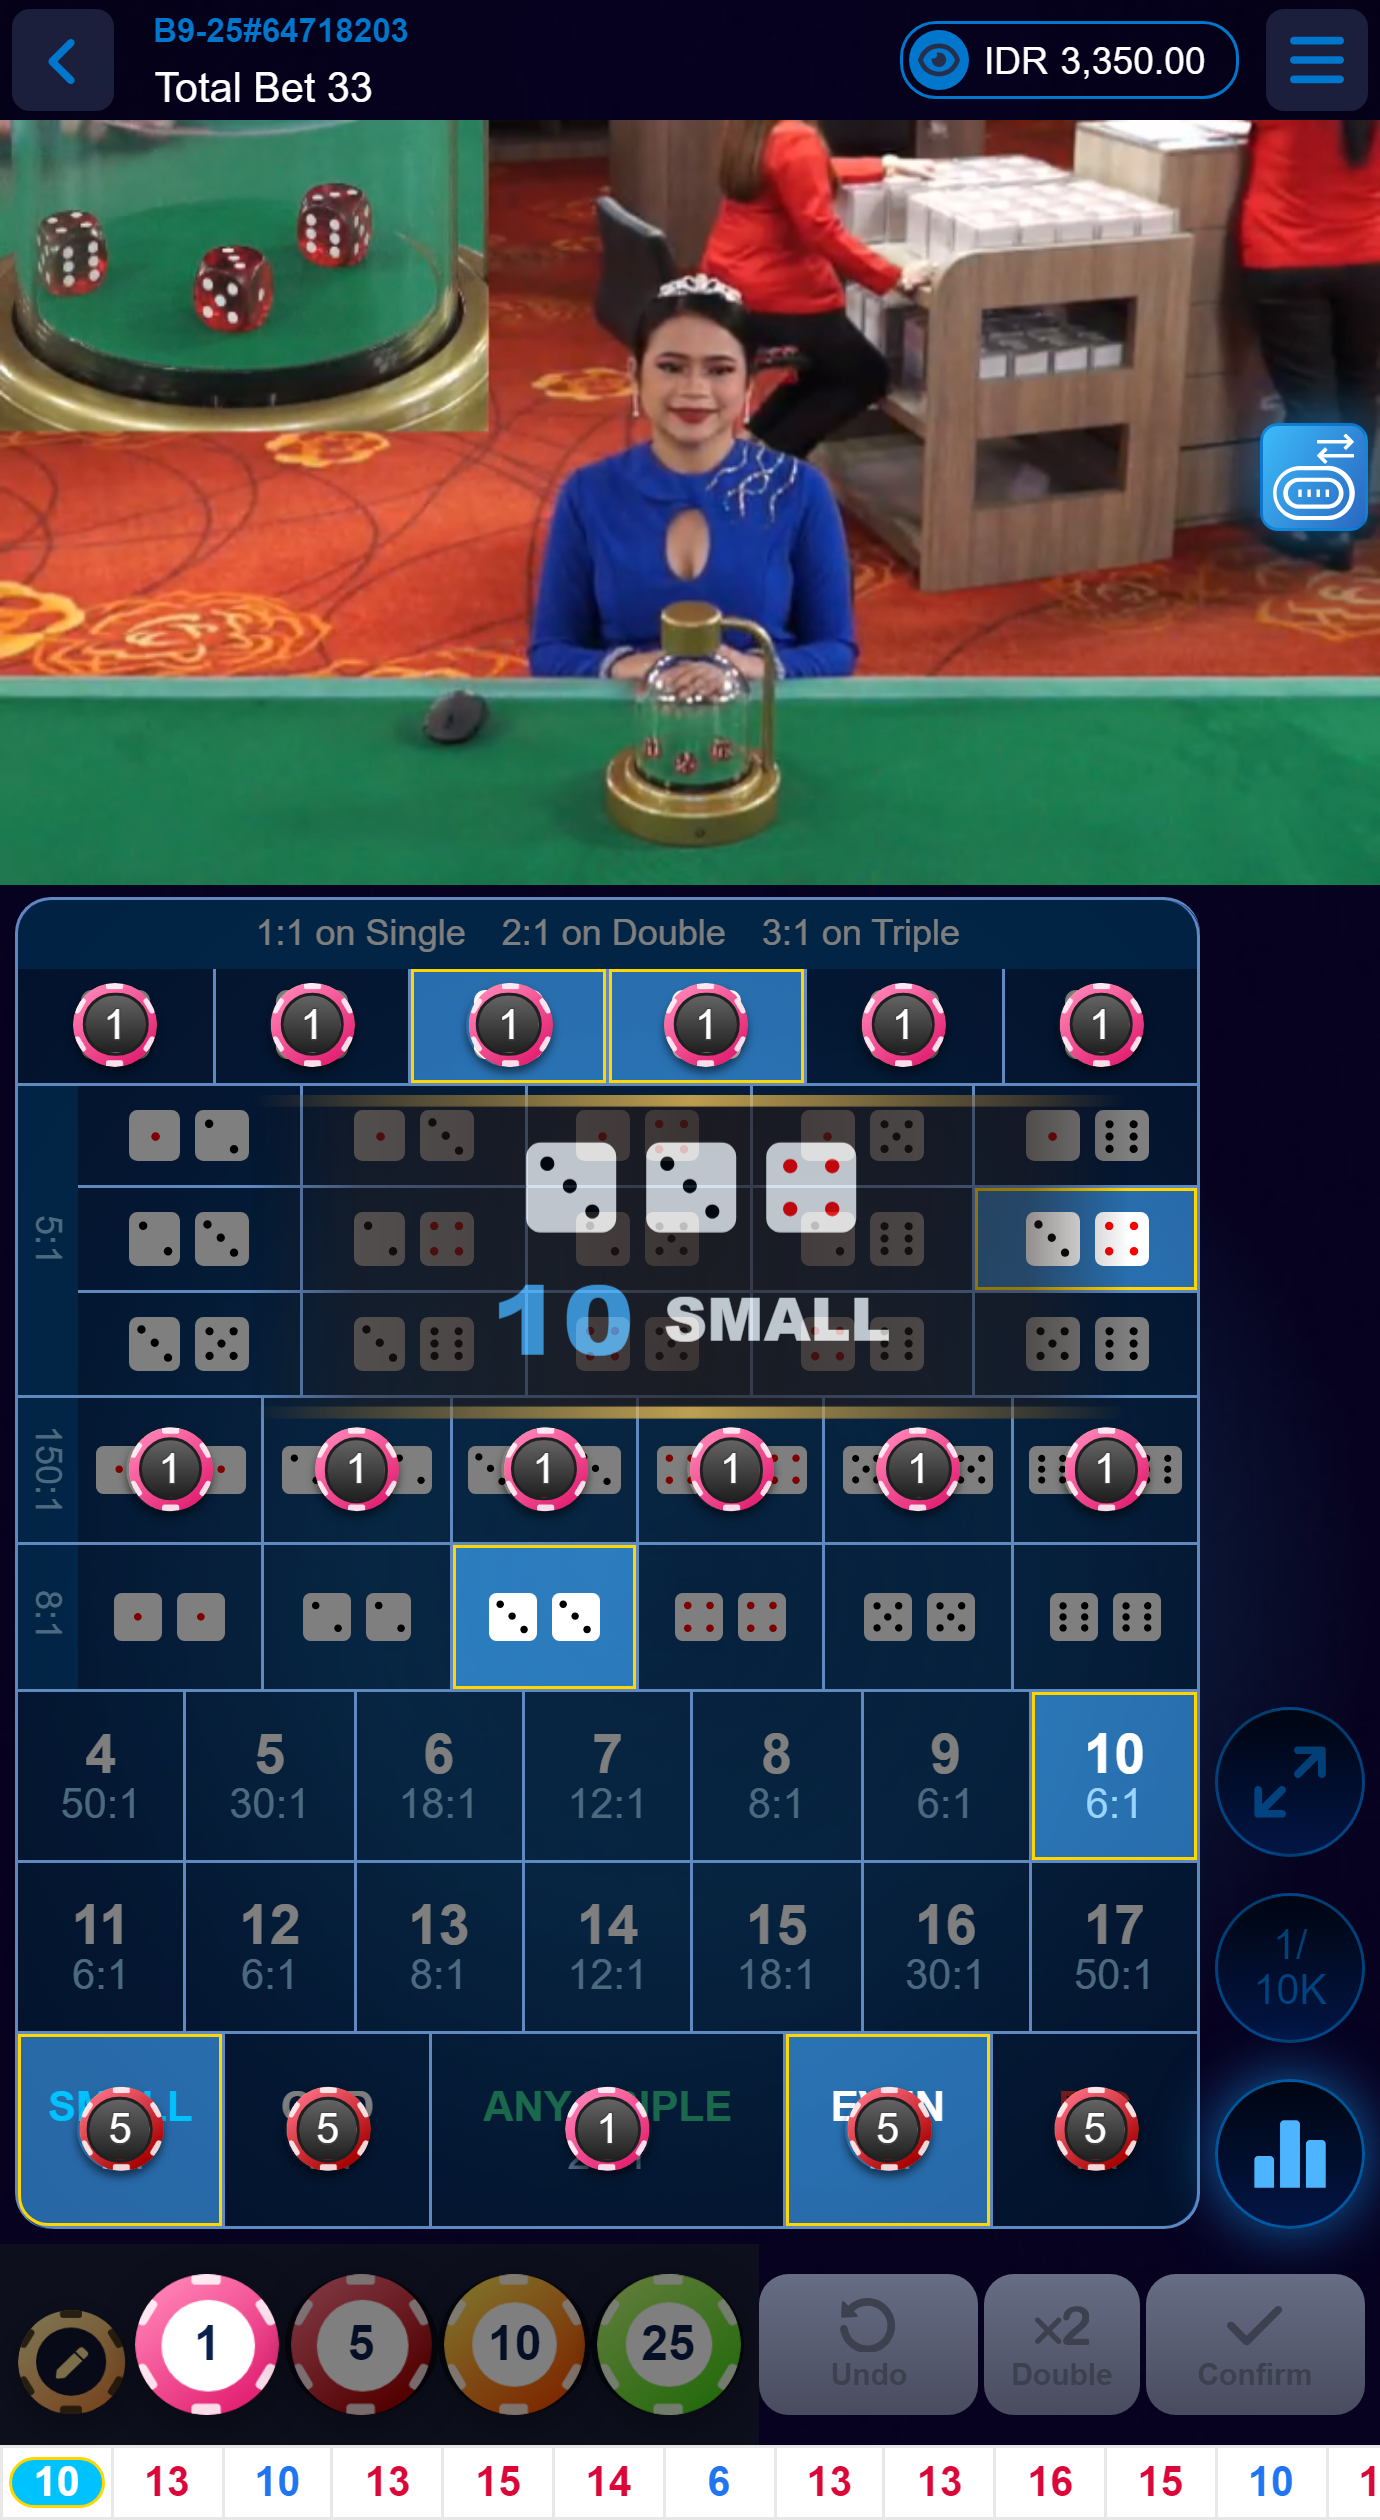 B9-25#64718203
Total Bet 33
IDR 3,350.00
1:1 on Single 2:1 on Double 3:1 on Triple
1 1 1 1 1 1
5:1
10 SMALL
150:1
1 1 1 1 1 1
8:1
4 5 6 7 8 9 10
50:1 30:1 18:1 12:1 8:1 6:1 6:1
11 12 13 14 15 16 17
6:1 6:1 8:1 12:1 18:1 30:1 50:1
1/
10K
5 5 ANY 1 5 5
1 5 10 25
Undo
x2
Double
Confirm
10 13 10 13 15 14 6 13 13 16 15 10